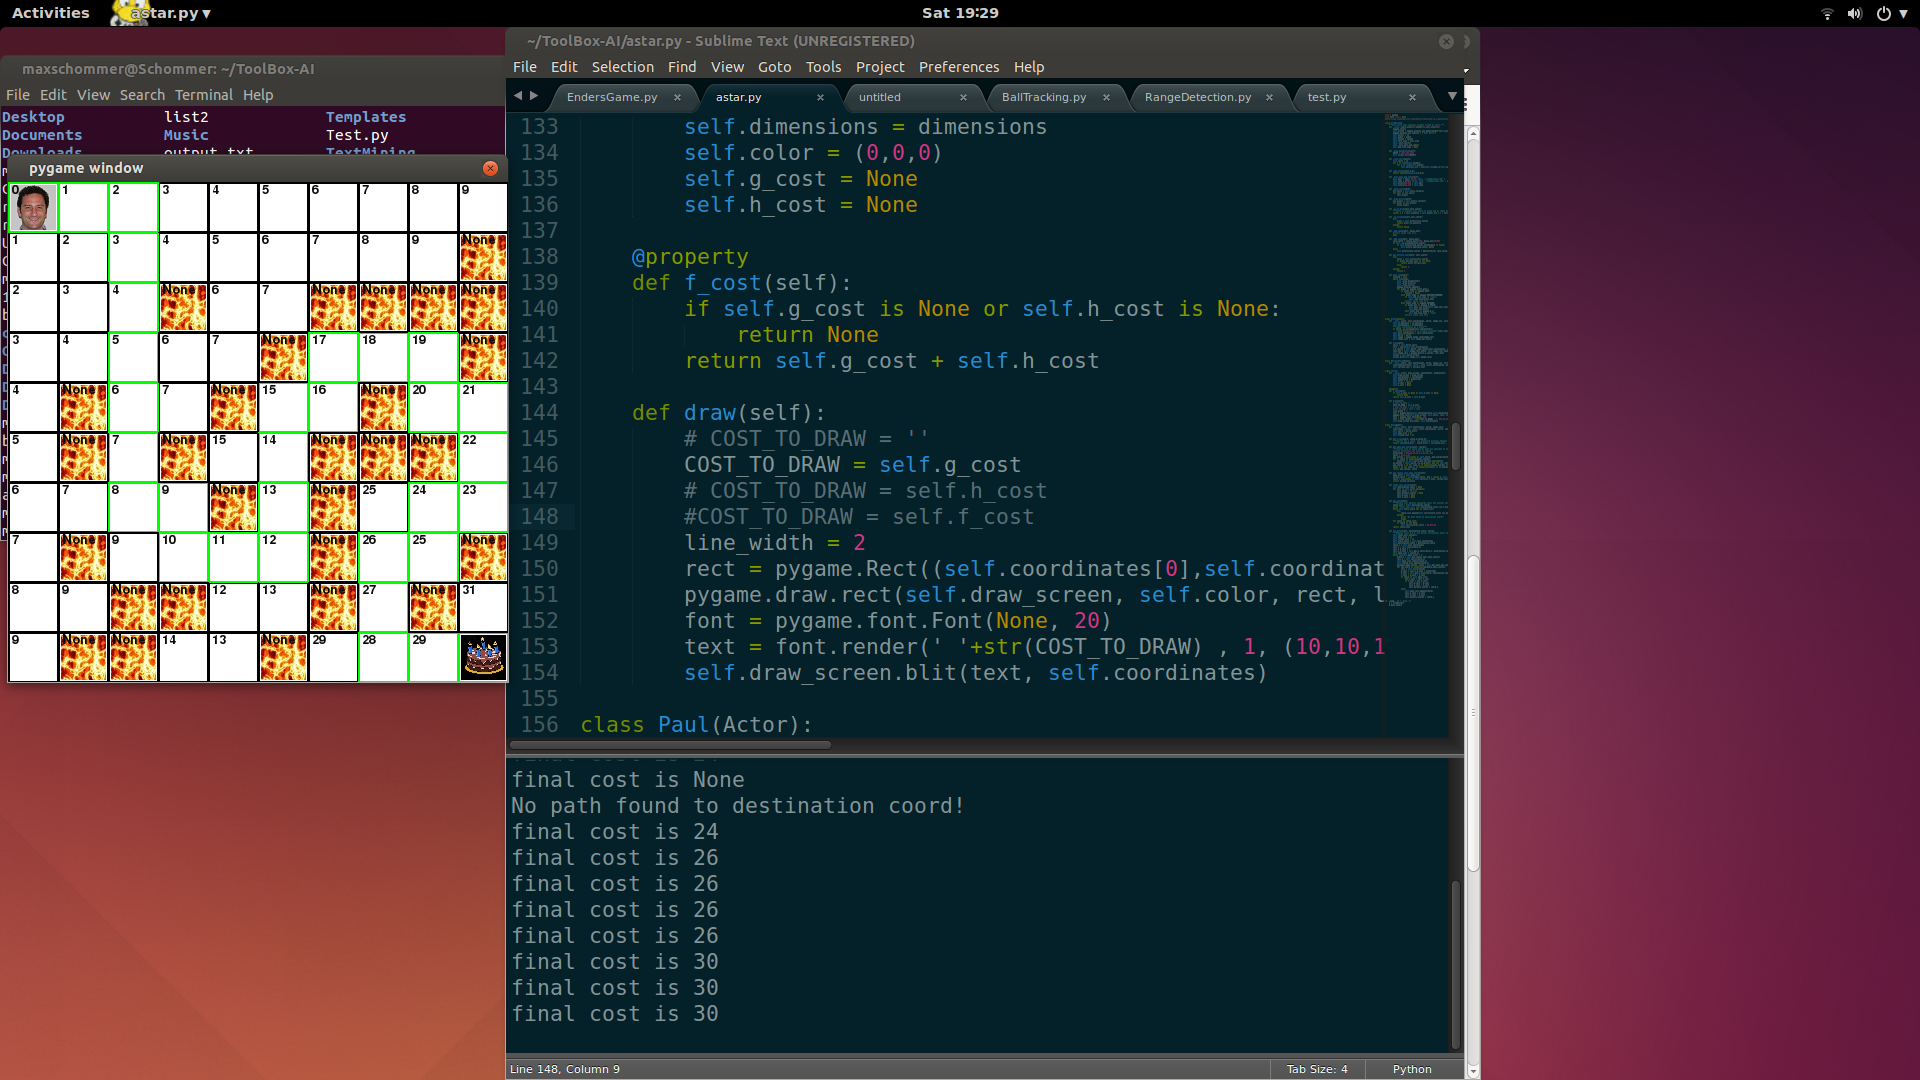 Activities
astar.py ▾
Sat 19:29
maxschommer@Schommer: ~/ToolBox-AI
File Edit View Search Terminal Help
Desktop list2 Templates
Documents Music Test.py
Downloads output.txt TextMining
pygame window
0 1 2 3 4 5 6 7 8 9
1 2 3 4 5 6 7 8 9 None
2 3 4 None 6 7 None None None None
3 4 5 6 7 None 17 18 19 None
4 None 6 7 None 15 16 None 20 21
5 None 7 None 15 14 None None None 22
6 7 8 9 None 13 None 25 24 23
7 None 9 10 11 12 None 26 25 None
8 9 None None 12 13 None 27 None 31
9 None None 14 13 None 29 28 29
~/ToolBox-AI/astar.py - Sublime Text (UNREGISTERED)
File Edit Selection Find View Goto Tools Project Preferences Help
EndersGame.py × astar.py × untitled × BallTracking.py × RangeDetection.py × test.py ×
133 self.dimensions = dimensions
134 self.color = (0,0,0)
135 self.g_cost = None
136 self.h_cost = None
137
138 @property
139 def f_cost(self):
140 if self.g_cost is None or self.h_cost is None:
141 return None
142 return self.g_cost + self.h_cost
143
144 def draw(self):
145 # COST_TO_DRAW = ''
146 COST_TO_DRAW = self.g_cost
147 # COST_TO_DRAW = self.h_cost
148 #COST_TO_DRAW = self.f_cost
149 line_width = 2
150 rect = pygame.Rect((self.coordinates[0],self.coordinat
151 pygame.draw.rect(self.draw_screen, self.color, rect, l
152 font = pygame.font.Font(None, 20)
153 text = font.render(' '+str(COST_TO_DRAW) , 1, (10,10,1
154 self.draw_screen.blit(text, self.coordinates)
155
156 class Paul(Actor):
final cost is None
No path found to destination coord!
final cost is 24
final cost is 26
final cost is 26
final cost is 26
final cost is 26
final cost is 30
final cost is 30
final cost is 30
Line 148, Column 9
Tab Size: 4
Python